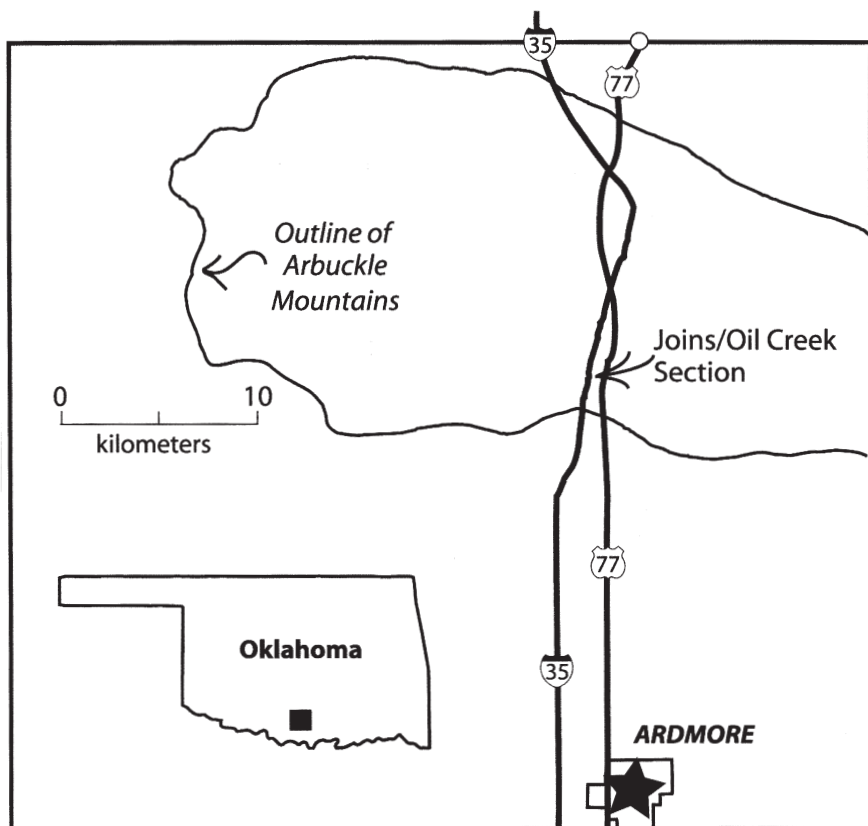 35
77
Outline of
Arbuckle
Mountains
Joins/Oil Creek
Section
0 10
kilometers
77
Oklahoma
35
ARDMORE